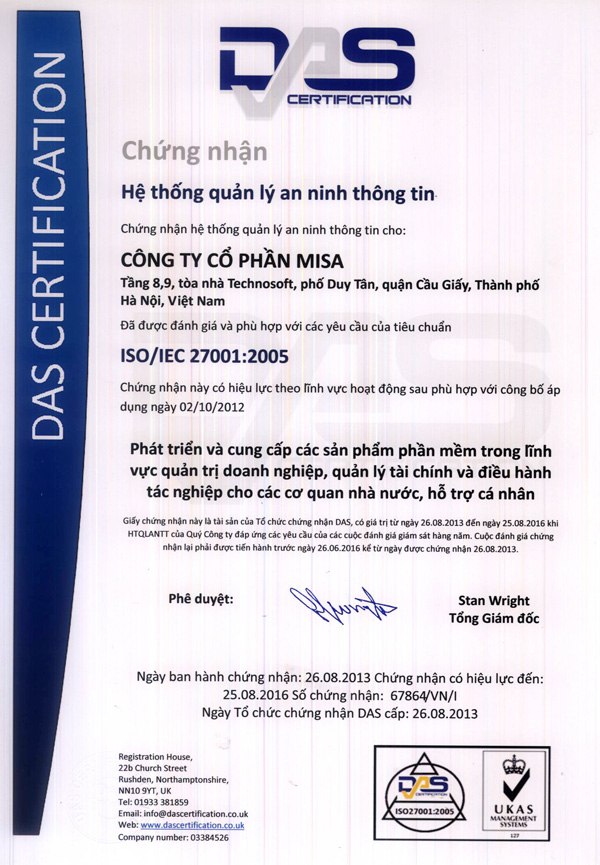 DAS CERTIFICATION
DAS
CERTIFICATION
Chứng nhận
Hệ thống quản lý an ninh thông tin
Chứng nhận hệ thống quản lý an ninh thông tin cho:
CÔNG TY CỔ PHẦN MISA
Tầng 8,9, tòa nhà Technosoft, phố Duy Tân, quận Cầu Giấy, Thành phố
Hà Nội, Việt Nam
Đã được đánh giá và phù hợp với các yêu cầu của tiêu chuẩn
ISO/IEC 27001:2005
Chứng nhận này có hiệu lực theo lĩnh vực hoạt động sau phù hợp với công bố áp
dụng ngày 02/10/2012
Phát triển và cung cấp các sản phẩm phần mềm trong lĩnh
vực quản trị doanh nghiệp, quản lý tài chính và điều hành
tác nghiệp cho các cơ quan nhà nước, hỗ trợ cá nhân
Giấy chứng nhận này là tài sản của Tổ chức chứng nhận DAS, có giá trị từ ngày 26.08.2013 đến ngày 25.08.2016 khi
HTQLANTT của Quý Công ty đáp ứng các yêu cầu của các cuộc đánh giá giám sát hàng năm. Cuộc đánh giá chứng
nhận lại phải được tiến hành trước ngày 26.06.2016 kể từ ngày được chứng nhận 26.08.2013.
Phê duyệt:
Stan Wright
Tổng Giám đốc
Ngày ban hành chứng nhận: 26.08.2013 Chứng nhận có hiệu lực đến:
25.08.2016 Số chứng nhận: 67864/VN/I
Ngày Tổ chức chứng nhận DAS cấp: 26.08.2013
Registration House,
22b Church Street
Rushden, Northamptonshire,
NN10 9YT, UK
Tel: 01933 381859
Email: info@dascertification.co.uk
Web: www.dascertification.co.uk
Company number: 03384526
DAS
CERTIFICATION
ISO27001:2005
UKAS
MANAGEMENT
SYSTEMS
127